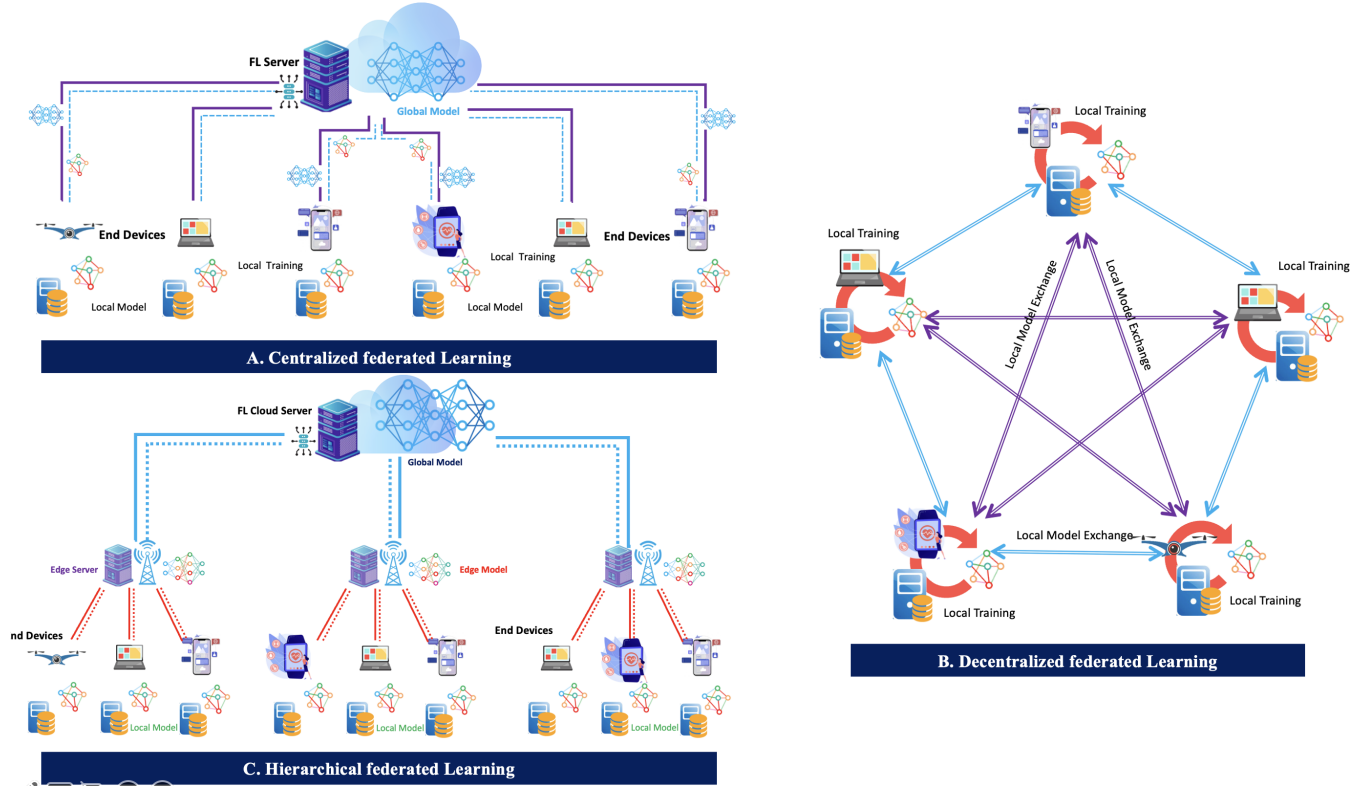 FL Server
Global Model
End Devices
End Devices
Local Training
Local Training
Local Model
Local Model
A. Centralized federated Learning
FL Cloud Server
Global Model
Edge Server
Edge Model
nd Devices
End Devices
Local Model
Local Model
Local Model
C. Hierarchical federated Learning
Local Training
Local Training
Local Training
Local Model Exchange
Local Model Exchange
Local Model Exchange
Local Training
Local Training
B. Decentralized federated Learning